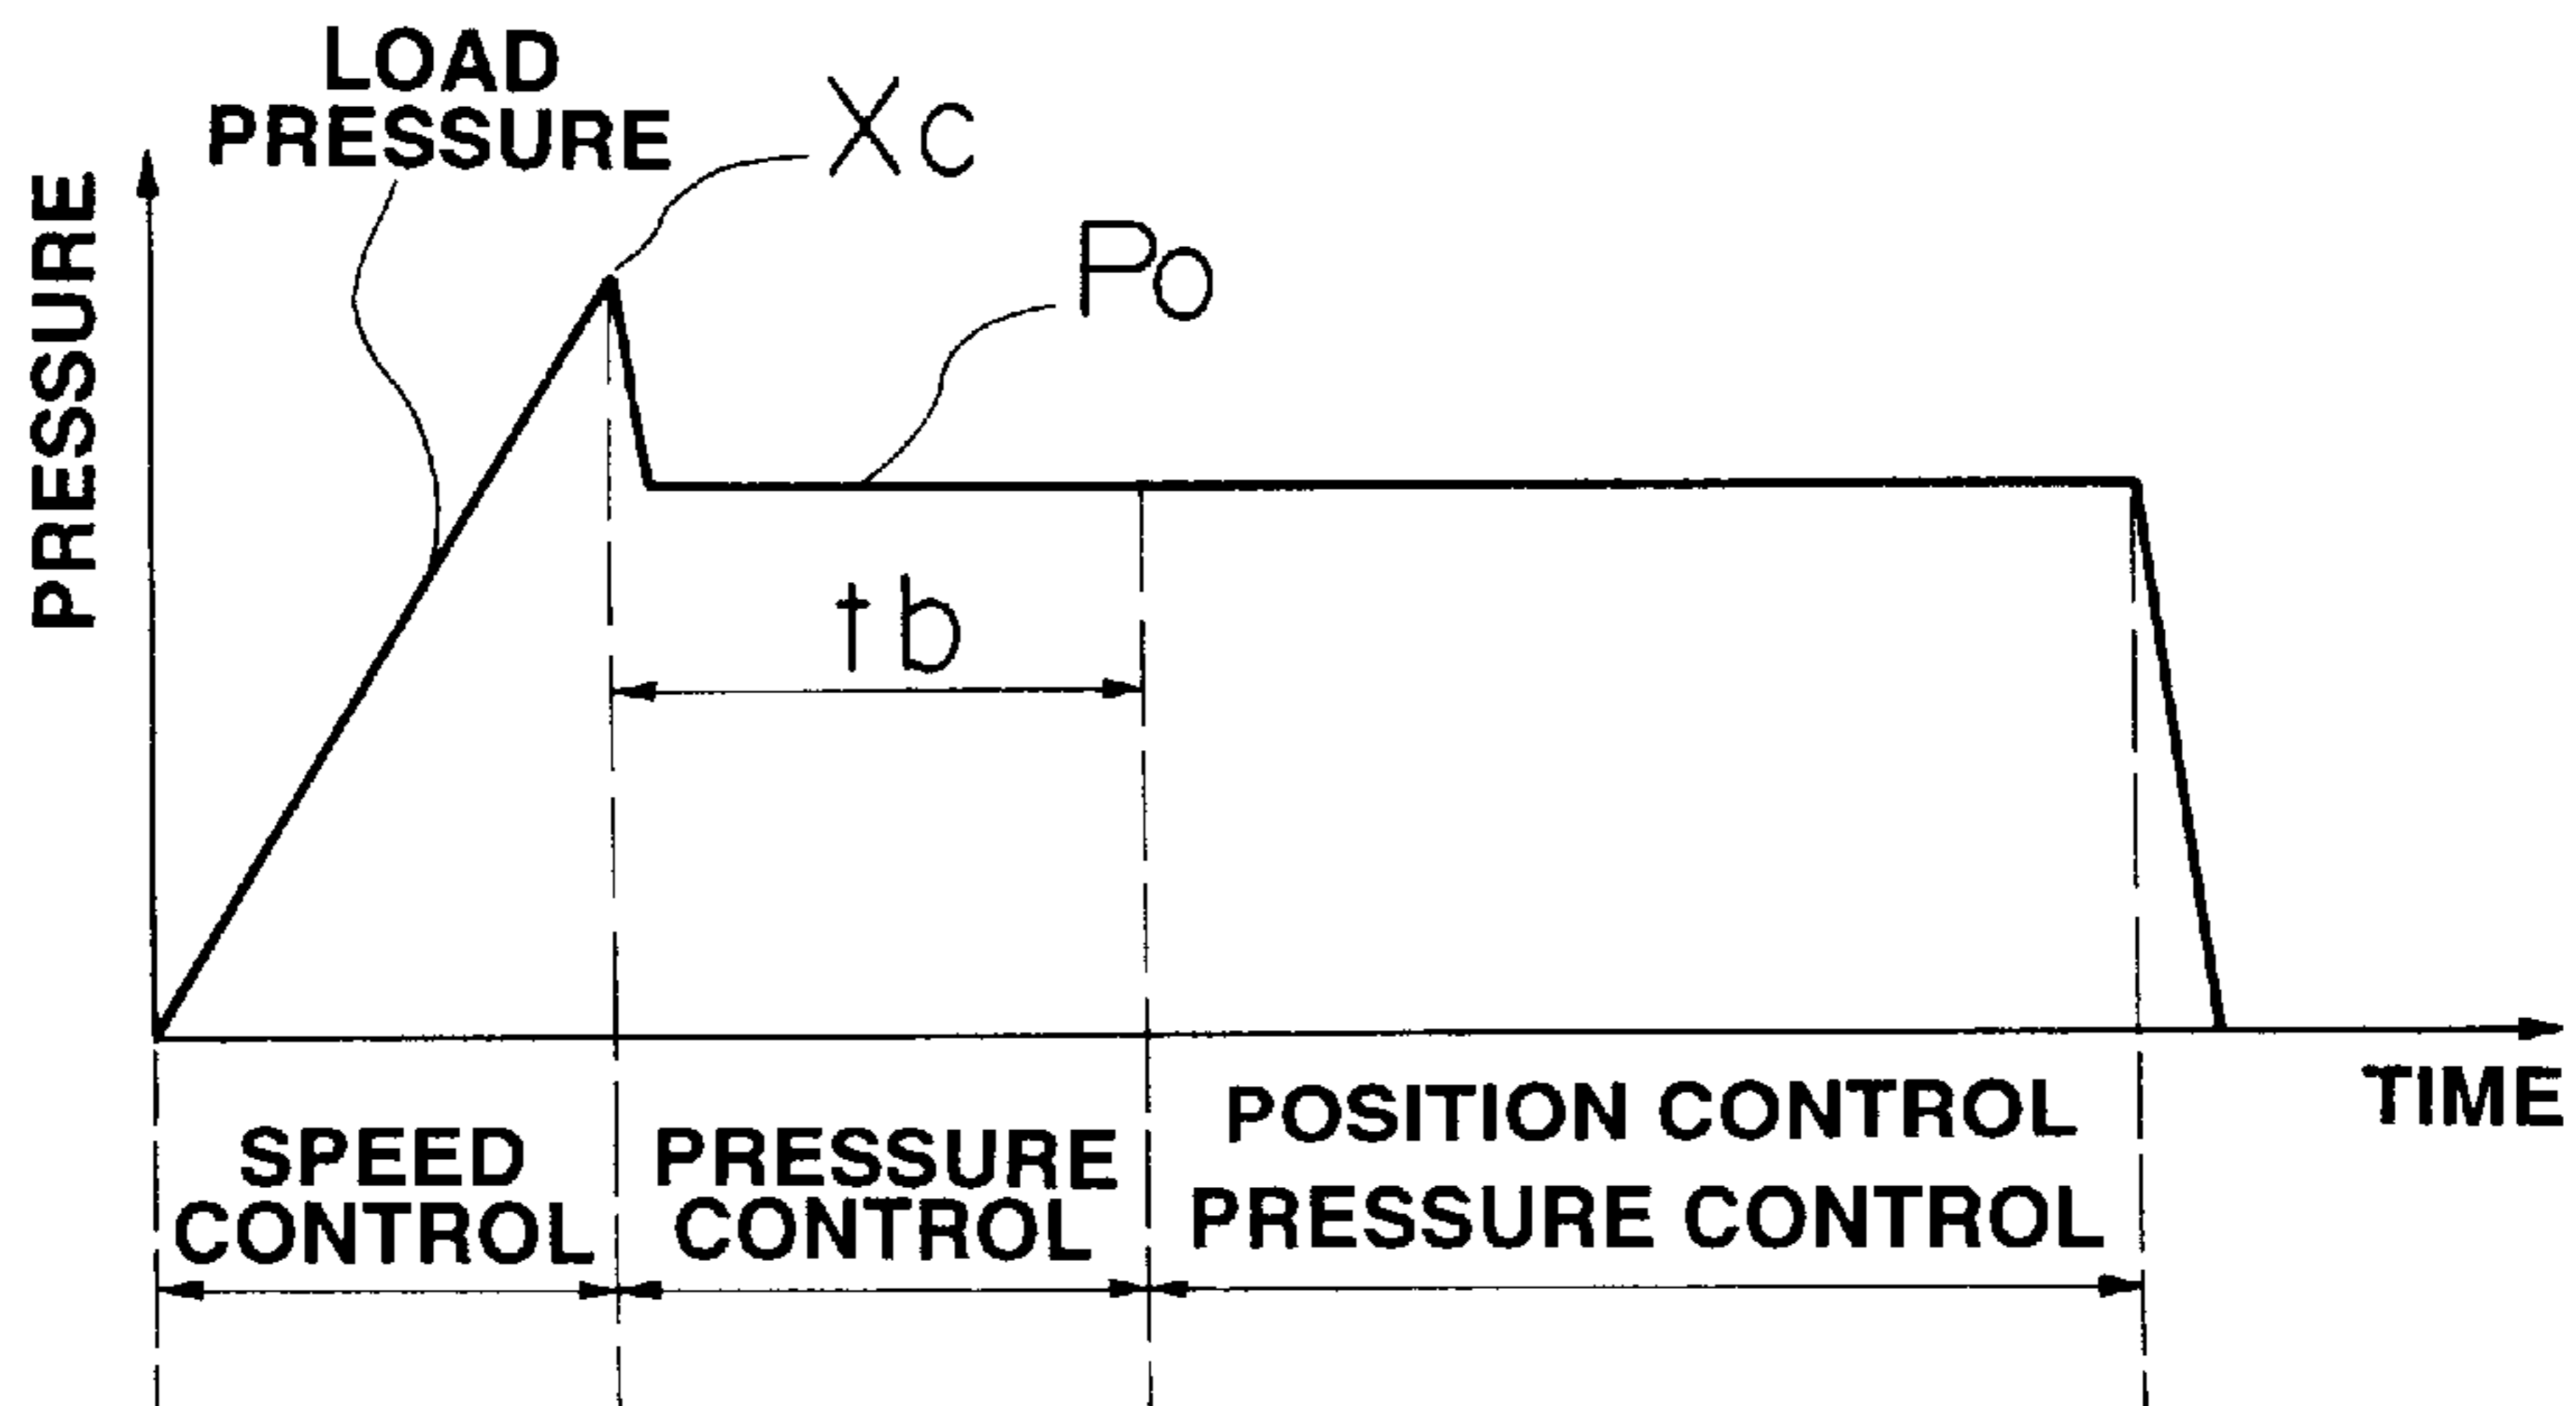 LOAD
PRESSURE
Xc
Po
PRESSURE
tb
TIME
SPEED
CONTROL
PRESSURE
CONTROL
POSITION CONTROL
PRESSURE CONTROL